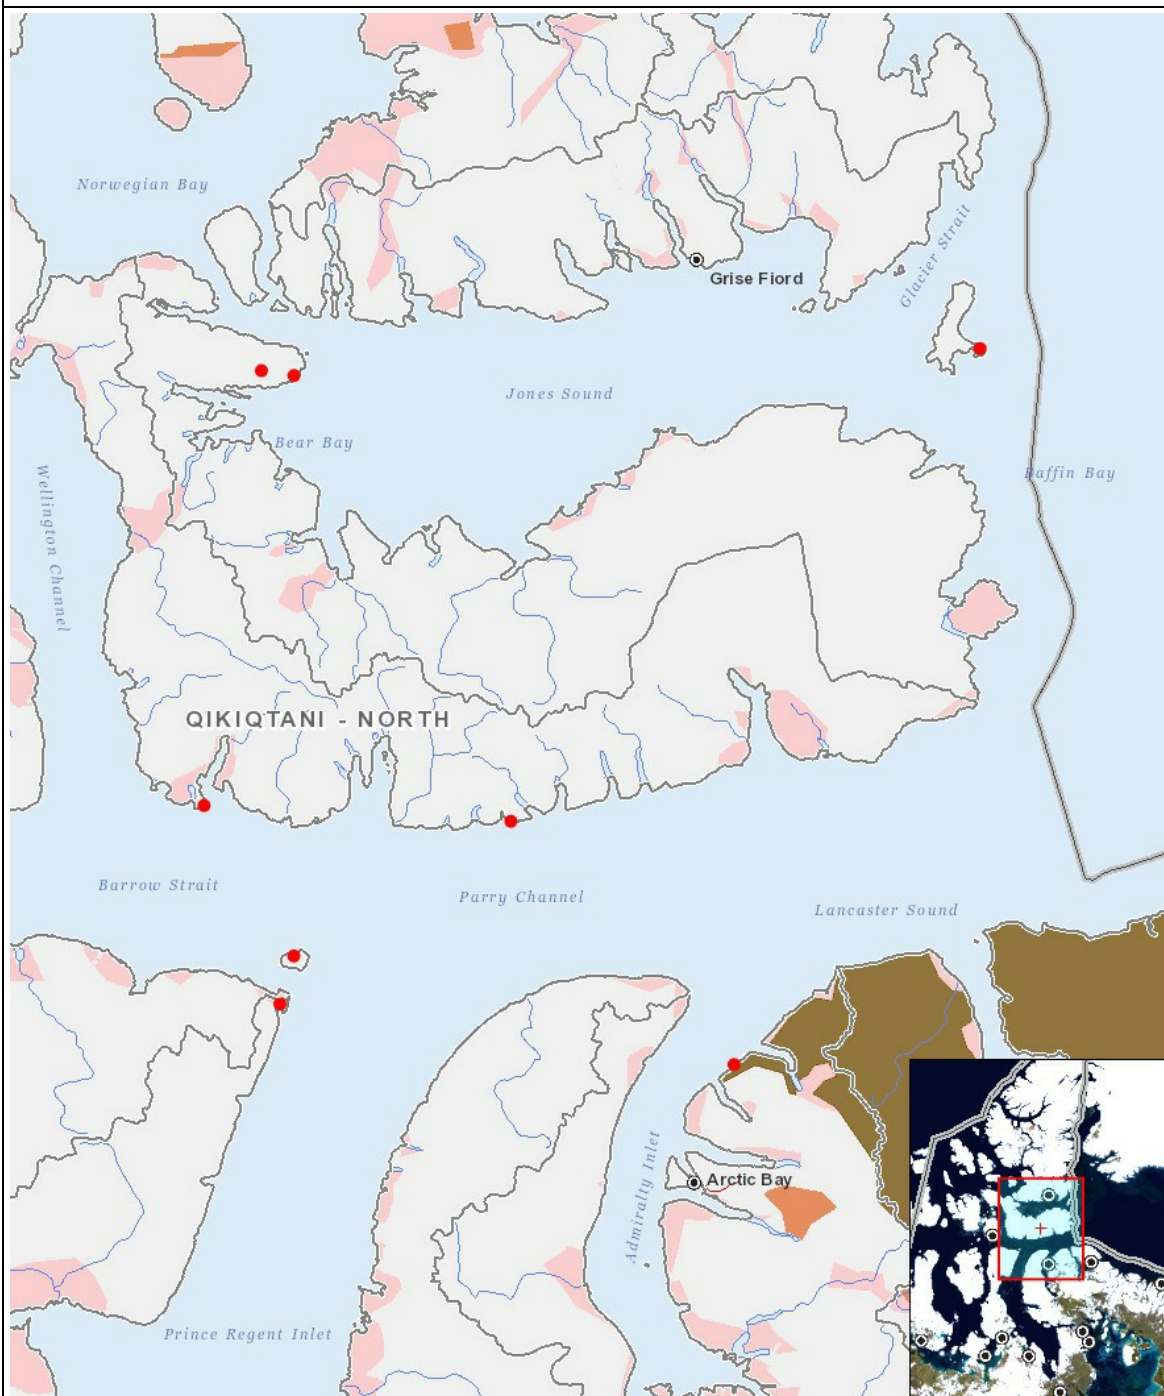 Norwegian Bay
Glacier Strait
Grise Fiord
Jones Sound
Bear Bay
Baffin Bay
Wellington Channel
QIKIQTANI - NORTH
Barrow Strait
Parry Channel
Lancaster Sound
Admiralty Inlet
Arctic Bay
Prince Regent Inlet